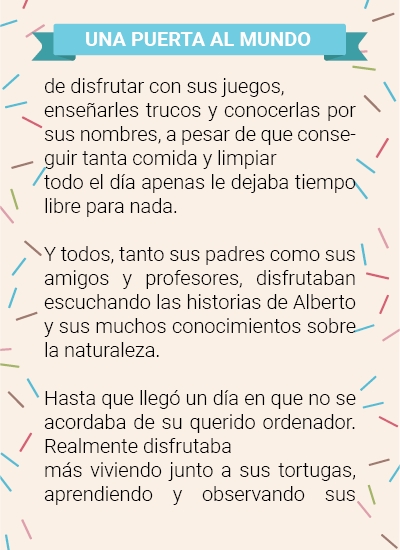 UNA PUERTA AL MUNDO
de disfrutar con sus juegos,
enseñarles trucos y conocerlas por
sus nombres, a pesar de que conse-
guir tanta comida y limpiar
todo el día apenas le dejaba tiempo
libre para nada.
Y todos, tanto sus padres como sus
amigos y profesores, disfrutaban
escuchando las historias de Alberto
y sus muchos conocimientos sobre
la naturaleza.
Hasta que llegó un día en que no se
acordaba de su querido ordenador.
Realmente disfrutaba
más viviendo junto a sus tortugas,
aprendiendo y observando sus